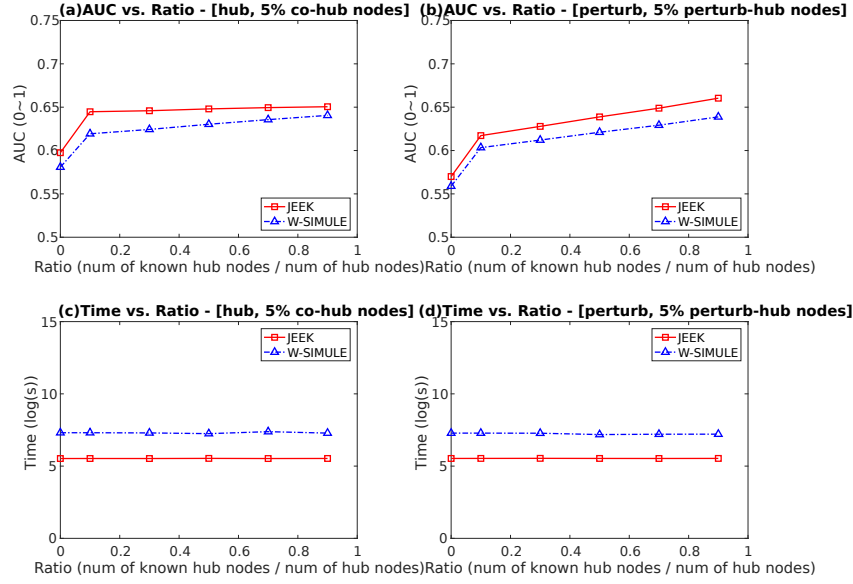 (a)AUC vs. Ratio - [hub, 5% co-hub nodes]
0.75
0.7
0.65
0.6
0.55
0.5
AUC (0~1)
JEEK
W-SIMULE
0 0.2 0.4 0.6 0.8 1
Ratio (num of known hub nodes / num of hub nodes)
(b)AUC vs. Ratio - [perturb, 5% perturb-hub nodes]
0.75
0.7
0.65
0.6
0.55
0.5
AUC (0~1)
JEEK
W-SIMULE
0 0.2 0.4 0.6 0.8 1
Ratio (num of known hub nodes / num of hub nodes)
(c)Time vs. Ratio - [hub, 5% co-hub nodes]
15
10
5
0
Time (log(s))
JEEK
W-SIMULE
0 0.2 0.4 0.6 0.8 1
Ratio (num of known hub nodes / num of hub nodes)
(d)Time vs. Ratio - [perturb, 5% perturb-hub nodes]
15
10
5
0
Time (log(s))
JEEK
W-SIMULE
0 0.2 0.4 0.6 0.8 1
Ratio (num of known hub nodes / num of hub nodes)